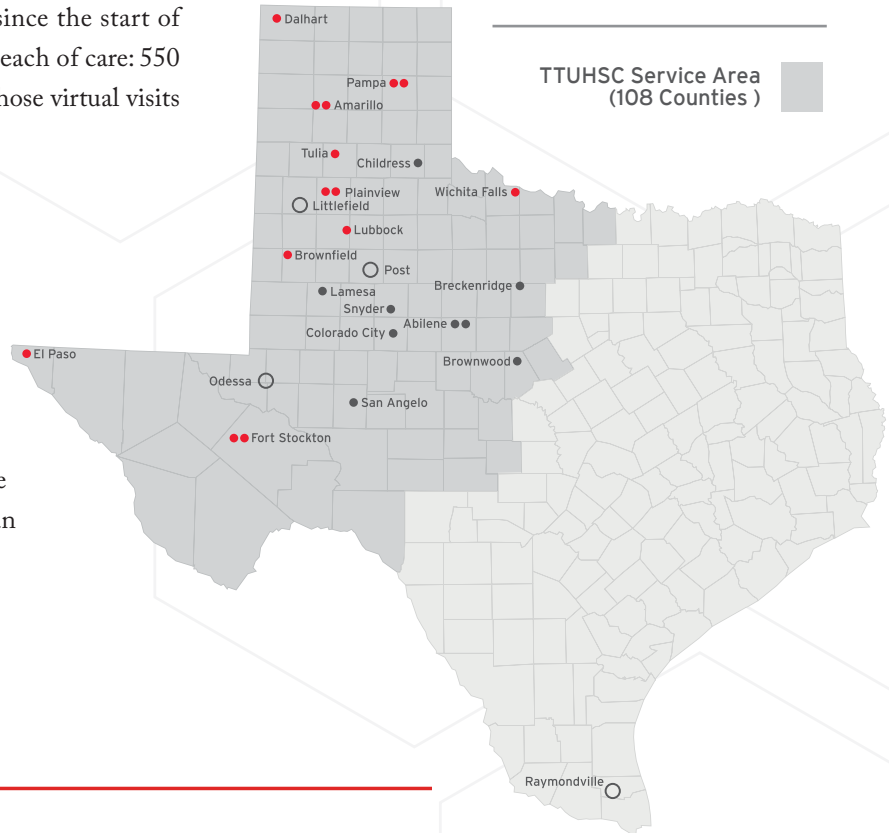 since the start of
each of care: 550
hose virtual visits
TTUHSC Service Area
(108 Counties )
Dalhart
Pampa
Amarillo
Tulia
Childress
Plainview
Wichita Falls
Littlefield
Lubbock
Brownfield
Post
Breckenridge
Lamesa
Snyder
Abilene
Colorado City
El Paso
Brownwood
Odessa
San Angelo
Fort Stockton
e
n
Raymondville